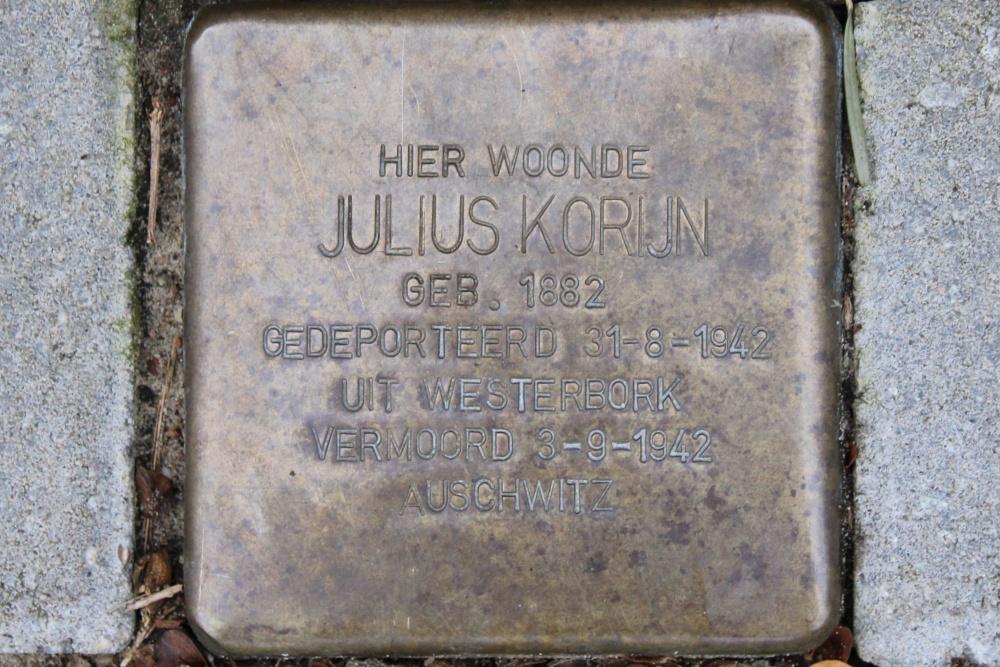 HIER WOONDE
JULIUS KORIJN
GEB. 1882
GEDEPORTEERD 31-8-1942
UIT WESTERBORK
VERMOORD 3-9-1942
AUSCHWITZ